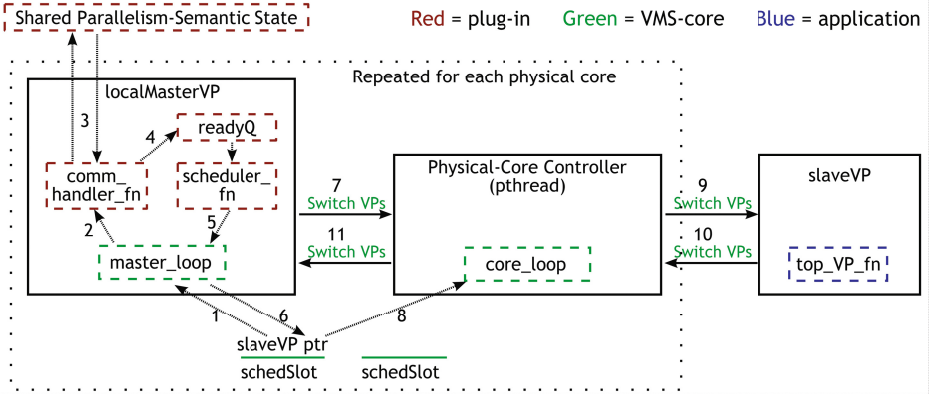 Shared Parallelism-Semantic State
Red = plug-in
Green = VMS-core
Blue = application
Repeated for each physical core
localMasterVP
3
4
readyQ
comm_
handler_fn
scheduler_
fn
2
5
master_loop
7
Switch VPs
11
Switch VPs
Physical-Core Controller
(pthread)
core_loop
9
Switch VPs
10
Switch VPs
slaveVP
top_VP_fn
1
6
8
slaveVP ptr
schedSlot
schedSlot